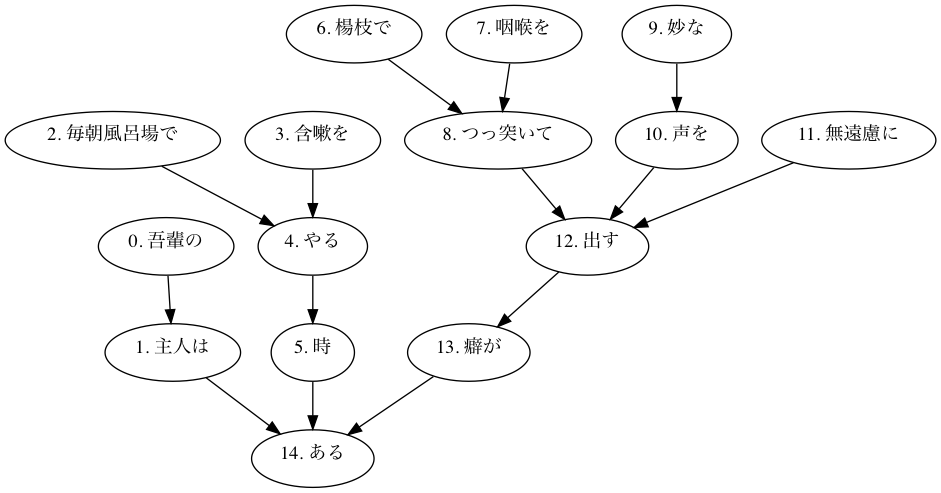 6. 楊枝で
7. 咽喉を
9. 妙な
2. 毎朝風呂場で
3. 含嗽を
8. つっ突いて
10. 声を
11. 無遠慮に
0. 吾輩の
4. やる
12. 出す
1. 主人は
5. 時
13. 癖が
14. ある